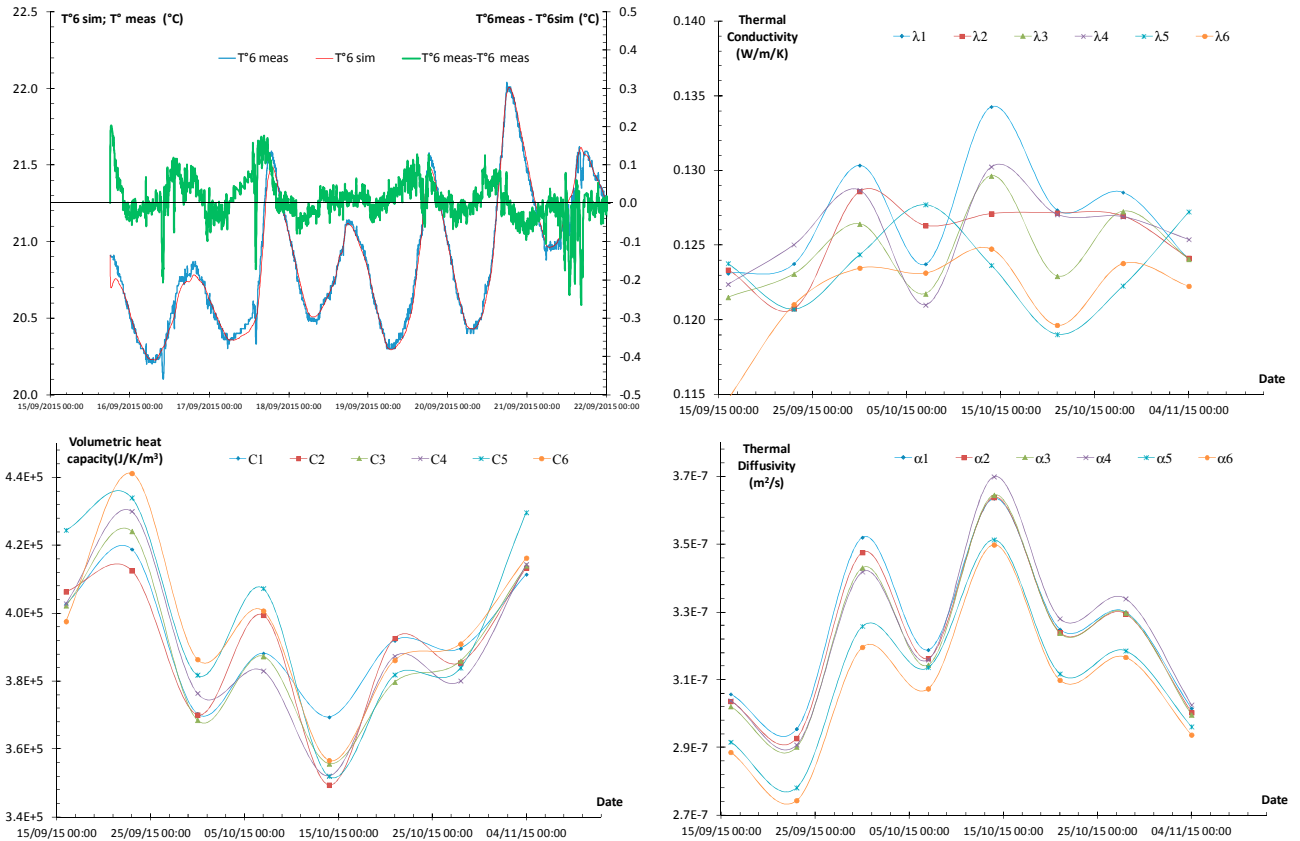 T°6 sim; T° meas (°C)
T°6meas - T°6sim (°C)
T°6 meas
T°6 sim
T°6 meas-T°6 meas
22.5
22.0
21.5
21.0
20.5
20.0
0.5
0.4
0.3
0.2
0.1
0.0
-0.1
-0.2
-0.3
-0.4
-0.5
15/09/2015 00:00
16/09/2015 00:00
17/09/2015 00:00
18/09/2015 00:00
19/09/2015 00:00
20/09/2015 00:00
21/09/2015 00:00
22/09/2015 00:00
Thermal
Conductivity
(W/m/K)
λ1
λ2
λ3
λ4
λ5
λ6
0.140
0.135
0.130
0.125
0.120
0.115
Date
15/09/15 00:00
25/09/15 00:00
05/10/15 00:00
15/10/15 00:00
25/10/15 00:00
04/11/15 00:00
Volumetric heat
capacity(J/K/m³)
C1
C2
C3
C4
C5
C6
4.4E+5
4.2E+5
4.0E+5
3.8E+5
3.6E+5
3.4E+5
Date
15/09/15 00:00
25/09/15 00:00
05/10/15 00:00
15/10/15 00:00
25/10/15 00:00
04/11/15 00:00
Thermal
Diffusivity
(m²/s)
α1
α2
α3
α4
α5
α6
3.7E-7
3.5E-7
3.3E-7
3.1E-7
2.9E-7
2.7E-7
Date
15/09/15 00:00
25/09/15 00:00
05/10/15 00:00
15/10/15 00:00
25/10/15 00:00
04/11/15 00:00